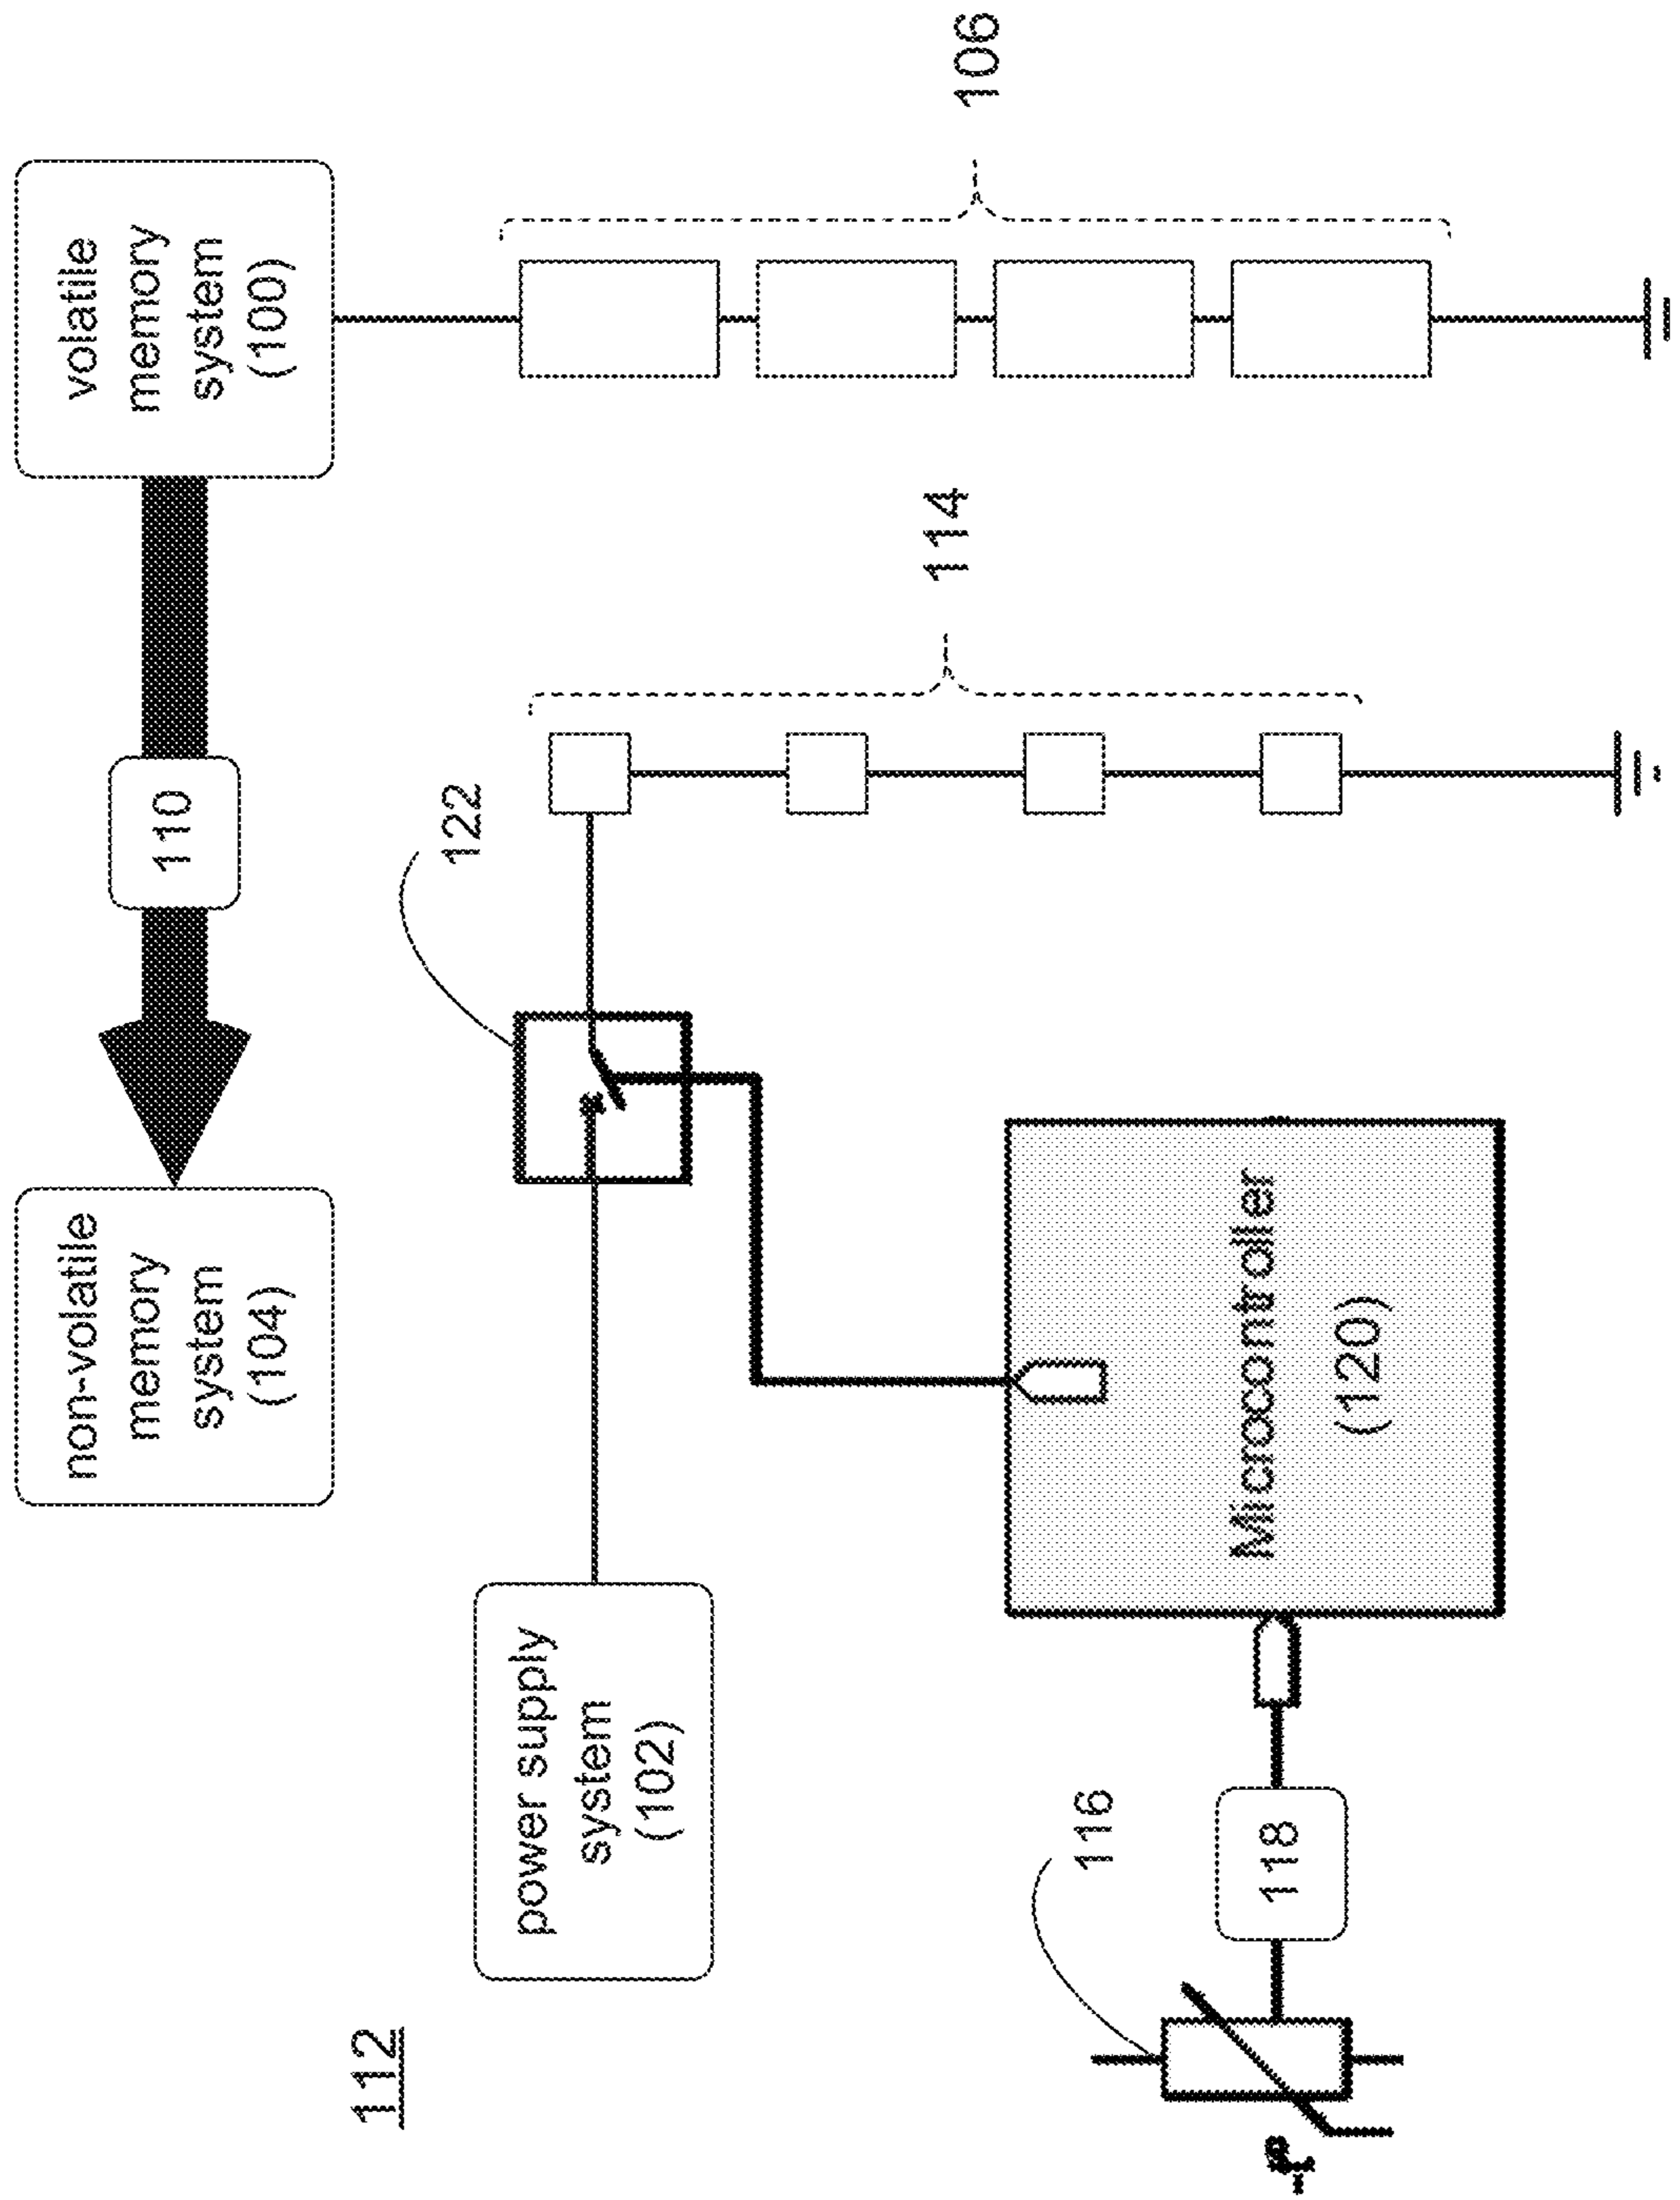 112
non-volatile
memory
system
(104)
110
volatile
memory
system
(100)
power supply
system
(102)
122
114
106
116
118
Microcontroller
(120)